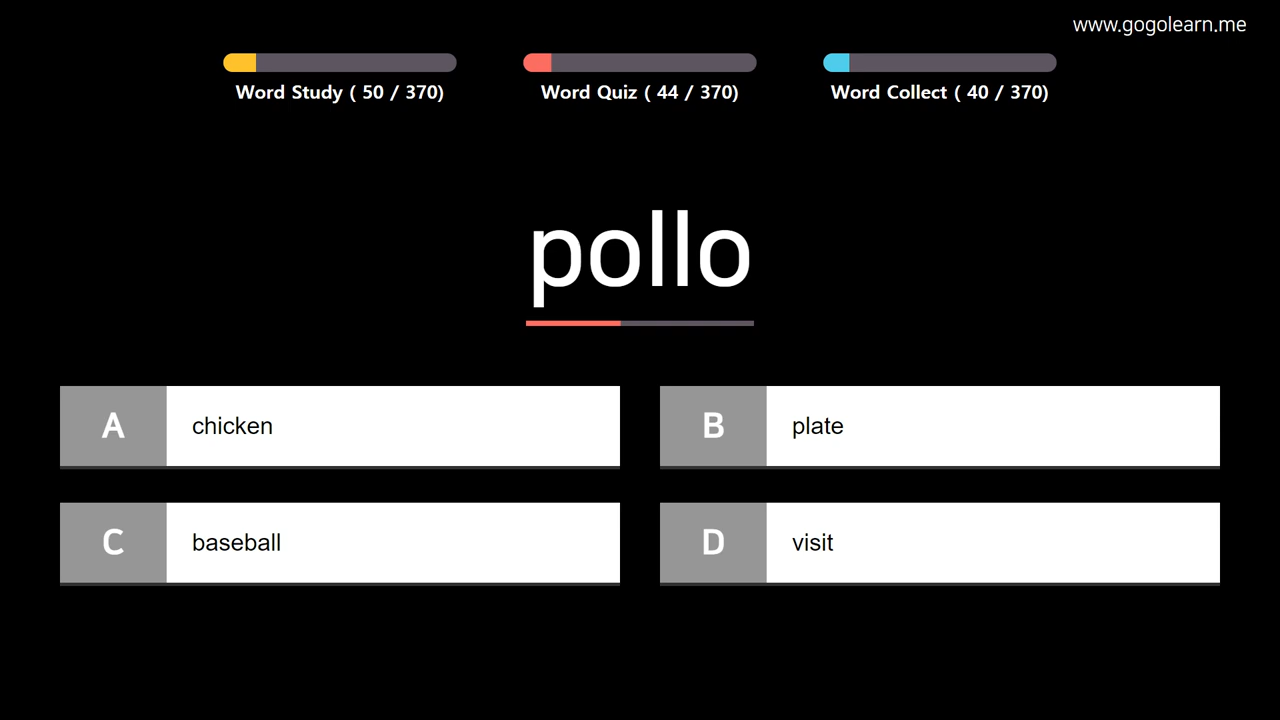 www.gogolearn.me
Word Study ( 50 / 370)
Word Quiz ( 44 / 370)
Word Collect ( 40 / 370)
pollo
A chicken
B plate
C baseball
D visit